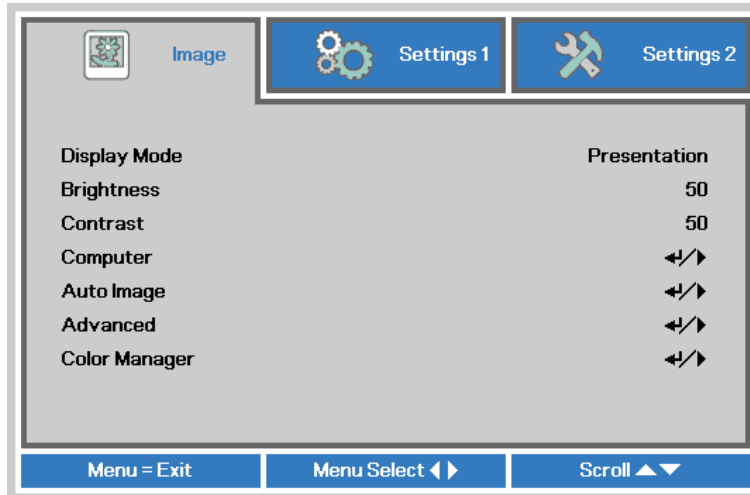 Image Settings 1 Settings 2
Display Mode Presentation
Brightness 50
Contrast 50
Computer
Auto Image
Advanced
Color Manager
Menu = Exit Menu Select Scroll